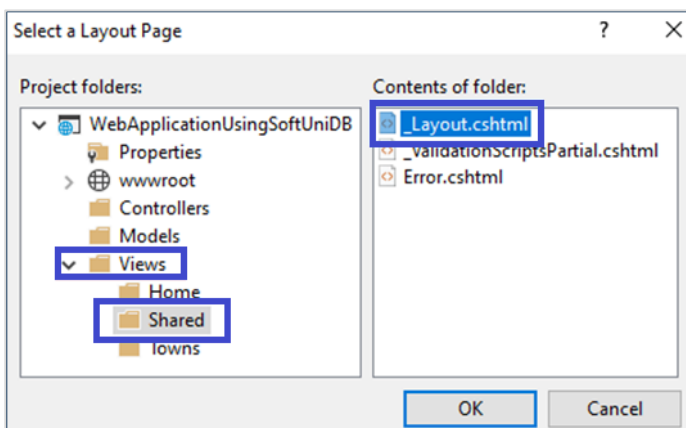 Select a Layout Page
?
Project folders:
Contents of folder:
WebApplicationUsingSoftUniDB
Properties
wwwroot
Controllers
Models
Views
Home
Shared
Towns
_Layout.cshtml
_ValidationScriptsPartial.cshtml
Error.cshtml
OK
Cancel